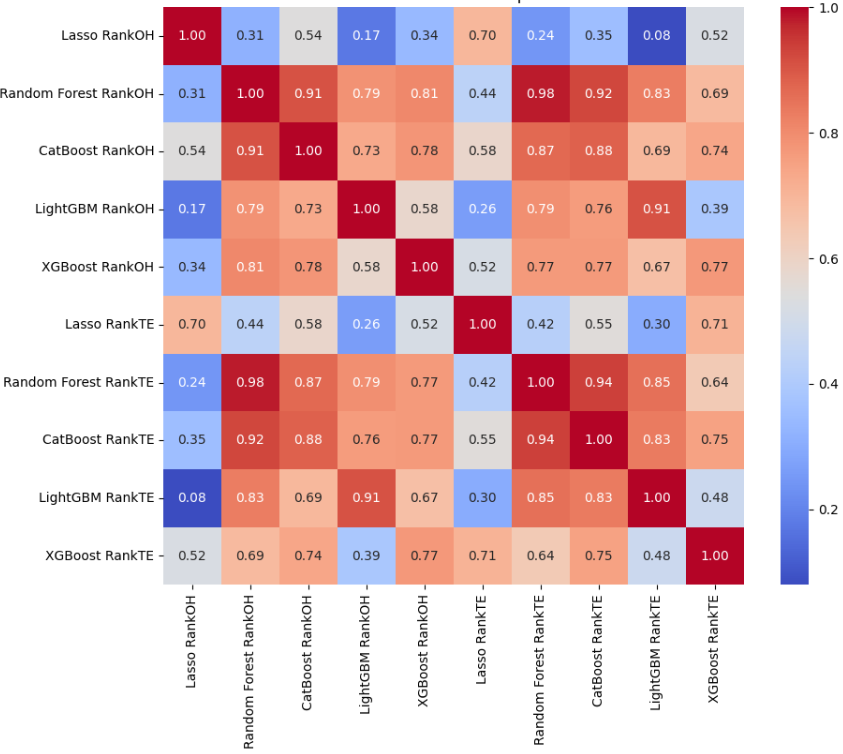 Lasso RankOH 1.00 0.31 0.54 0.17 0.34 0.70 0.24 0.35 0.08 0.52
Random Forest RankOH 0.31 1.00 0.91 0.79 0.81 0.44 0.98 0.92 0.83 0.69
CatBoost RankOH 0.54 0.91 1.00 0.73 0.78 0.58 0.87 0.88 0.69 0.74
LightGBM RankOH 0.17 0.79 0.73 1.00 0.58 0.26 0.79 0.76 0.91 0.39
XGBoost RankOH 0.34 0.81 0.78 0.58 1.00 0.52 0.77 0.77 0.67 0.77
Lasso RankTE 0.70 0.44 0.58 0.26 0.52 1.00 0.42 0.55 0.30 0.71
Random Forest RankTE 0.24 0.98 0.87 0.79 0.77 0.42 1.00 0.94 0.85 0.64
CatBoost RankTE 0.35 0.92 0.88 0.76 0.77 0.55 0.94 1.00 0.83 0.75
LightGBM RankTE 0.08 0.83 0.69 0.91 0.67 0.30 0.85 0.83 1.00 0.48
XGBoost RankTE 0.52 0.69 0.74 0.39 0.77 0.71 0.64 0.75 0.48 1.00
Lasso RankOH
Random Forest RankOH
CatBoost RankOH
LightGBM RankOH
XGBoost RankOH
Lasso RankTE
Random Forest RankTE
CatBoost RankTE
LightGBM RankTE
XGBoost RankTE
1.0
0.8
0.6
0.4
0.2